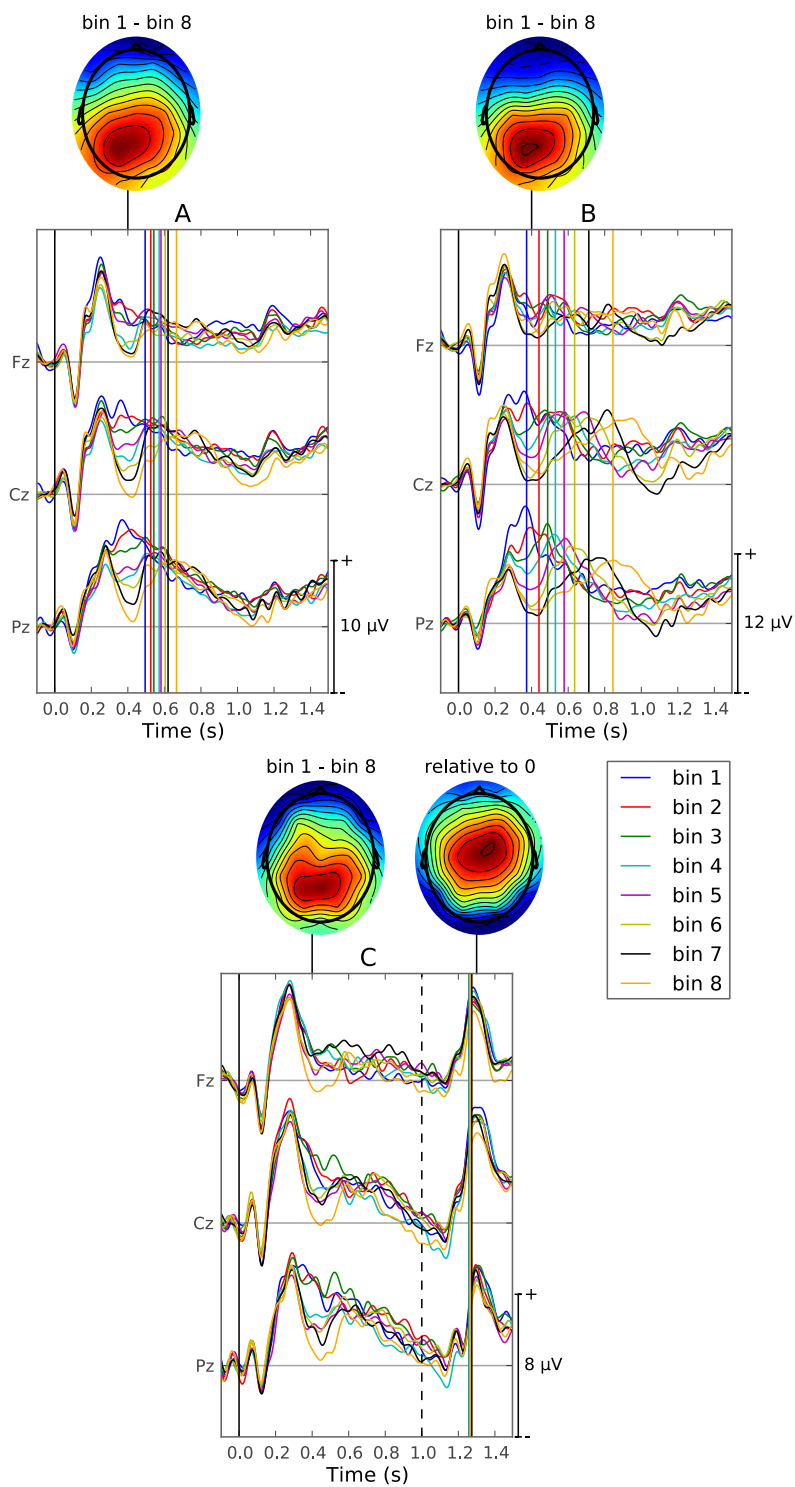 bin 1 - bin 8
bin 1 - bin 8
A
B
Fz
Cz
Pz
+
10 μV
-
0.0 0.2 0.4 0.6 0.8 1.0 1.2 1.4
Time (s)
Fz
Cz
Pz
+
12 μV
-
0.0 0.2 0.4 0.6 0.8 1.0 1.2 1.4
Time (s)
bin 1 - bin 8
relative to 0
C
Fz
Cz
Pz
+
8 μV
-
0.0 0.2 0.4 0.6 0.8 1.0 1.2 1.4
Time (s)
bin 1
bin 2
bin 3
bin 4
bin 5
bin 6
bin 7
bin 8